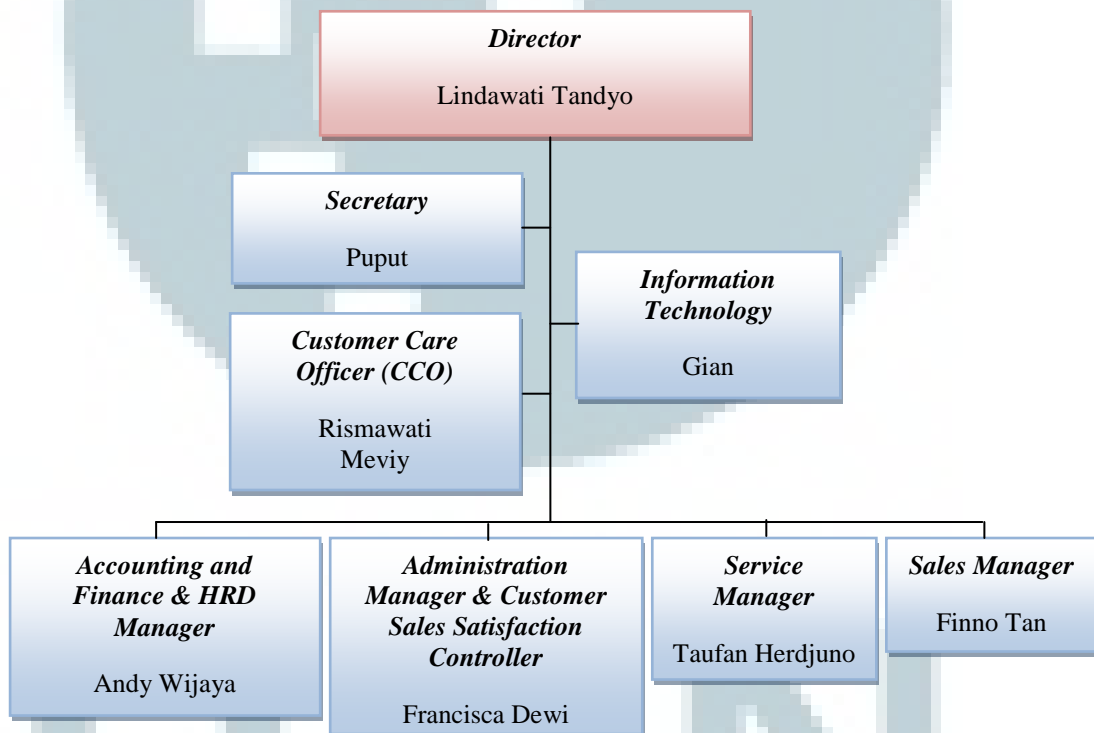 Director
Lindawati Tandyo
Secretary
Puput
Information
Technology
Gian
Customer Care
Officer (CCO)
Rismawati
Meviy
Accounting and
Finance & HRD
Manager
Andy Wijaya
Administration
Manager & Customer
Sales Satisfaction
Controller
Francisca Dewi
Service
Manager
Taufan Herdjuno
Sales Manager
Finno Tan